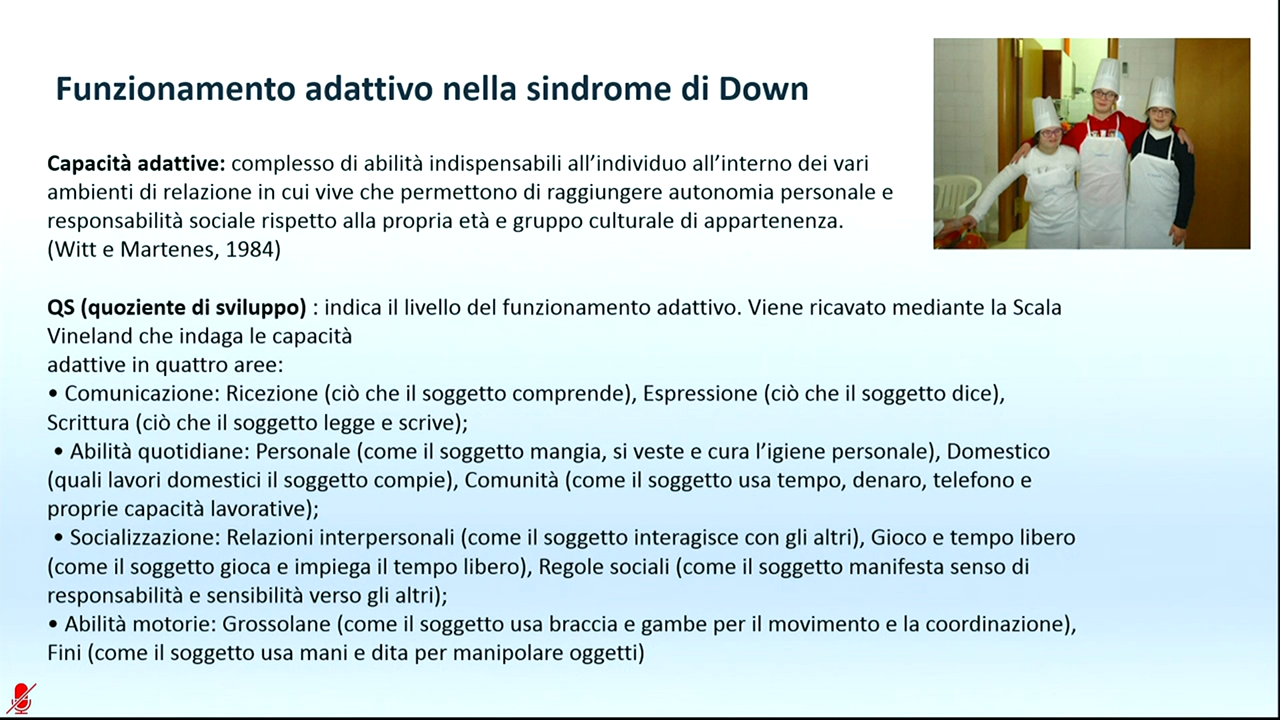 Funzionamento adattivo nella sindrome di Down
Capacità adattive: complesso di abilità indispensabili all’individuo all’interno dei vari
ambienti di relazione in cui vive che permettono di raggiungere autonomia personale e
responsabilità sociale rispetto alla propria età e gruppo culturale di appartenenza.
(Witt e Martenes, 1984)
QS (quoziente di sviluppo) : indica il livello del funzionamento adattivo. Viene ricavato mediante la Scala
Vineland che indaga le capacità
adattive in quattro aree:
• Comunicazione: Ricezione (ciò che il soggetto comprende), Espressione (ciò che il soggetto dice),
Scrittura (ciò che il soggetto legge e scrive);
• Abilità quotidiane: Personale (come il soggetto mangia, si veste e cura l’igiene personale), Domestico
(quali lavori domestici il soggetto compie), Comunità (come il soggetto usa tempo, denaro, telefono e
proprie capacità lavorative);
• Socializzazione: Relazioni interpersonali (come il soggetto interagisce con gli altri), Gioco e tempo libero
(come il soggetto gioca e impiega il tempo libero), Regole sociali (come il soggetto manifesta senso di
responsabilità e sensibilità verso gli altri);
• Abilità motorie: Grossolane (come il soggetto usa braccia e gambe per il movimento e la coordinazione),
Fini (come il soggetto usa mani e dita per manipolare oggetti)